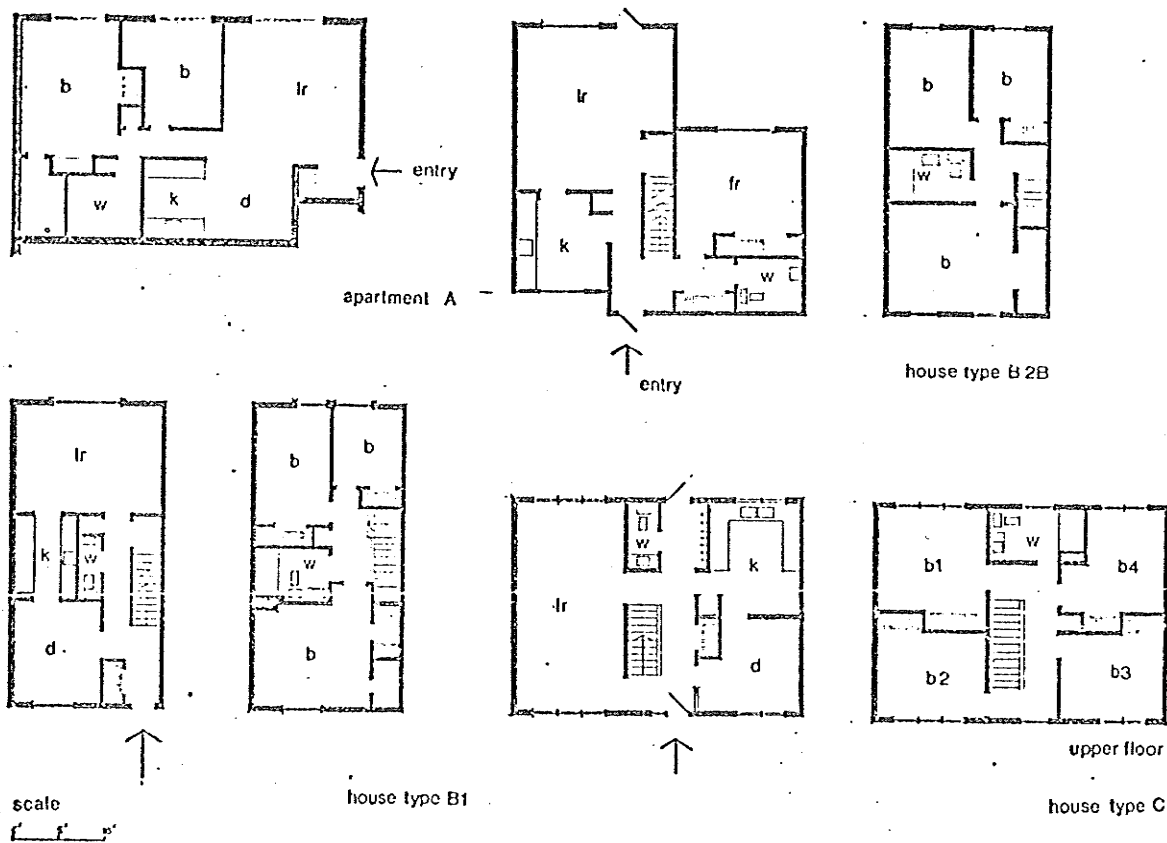 b
b
lr
w
k
d
entry
apartment A
lr
fr
k
w
entry
b
b
w
b
house type B 2B
lr
k
w
d
b
b
w
b
house type B1
w
k
lr
d
b1
w
b4
b2
b3
upper floor
house type C
scale